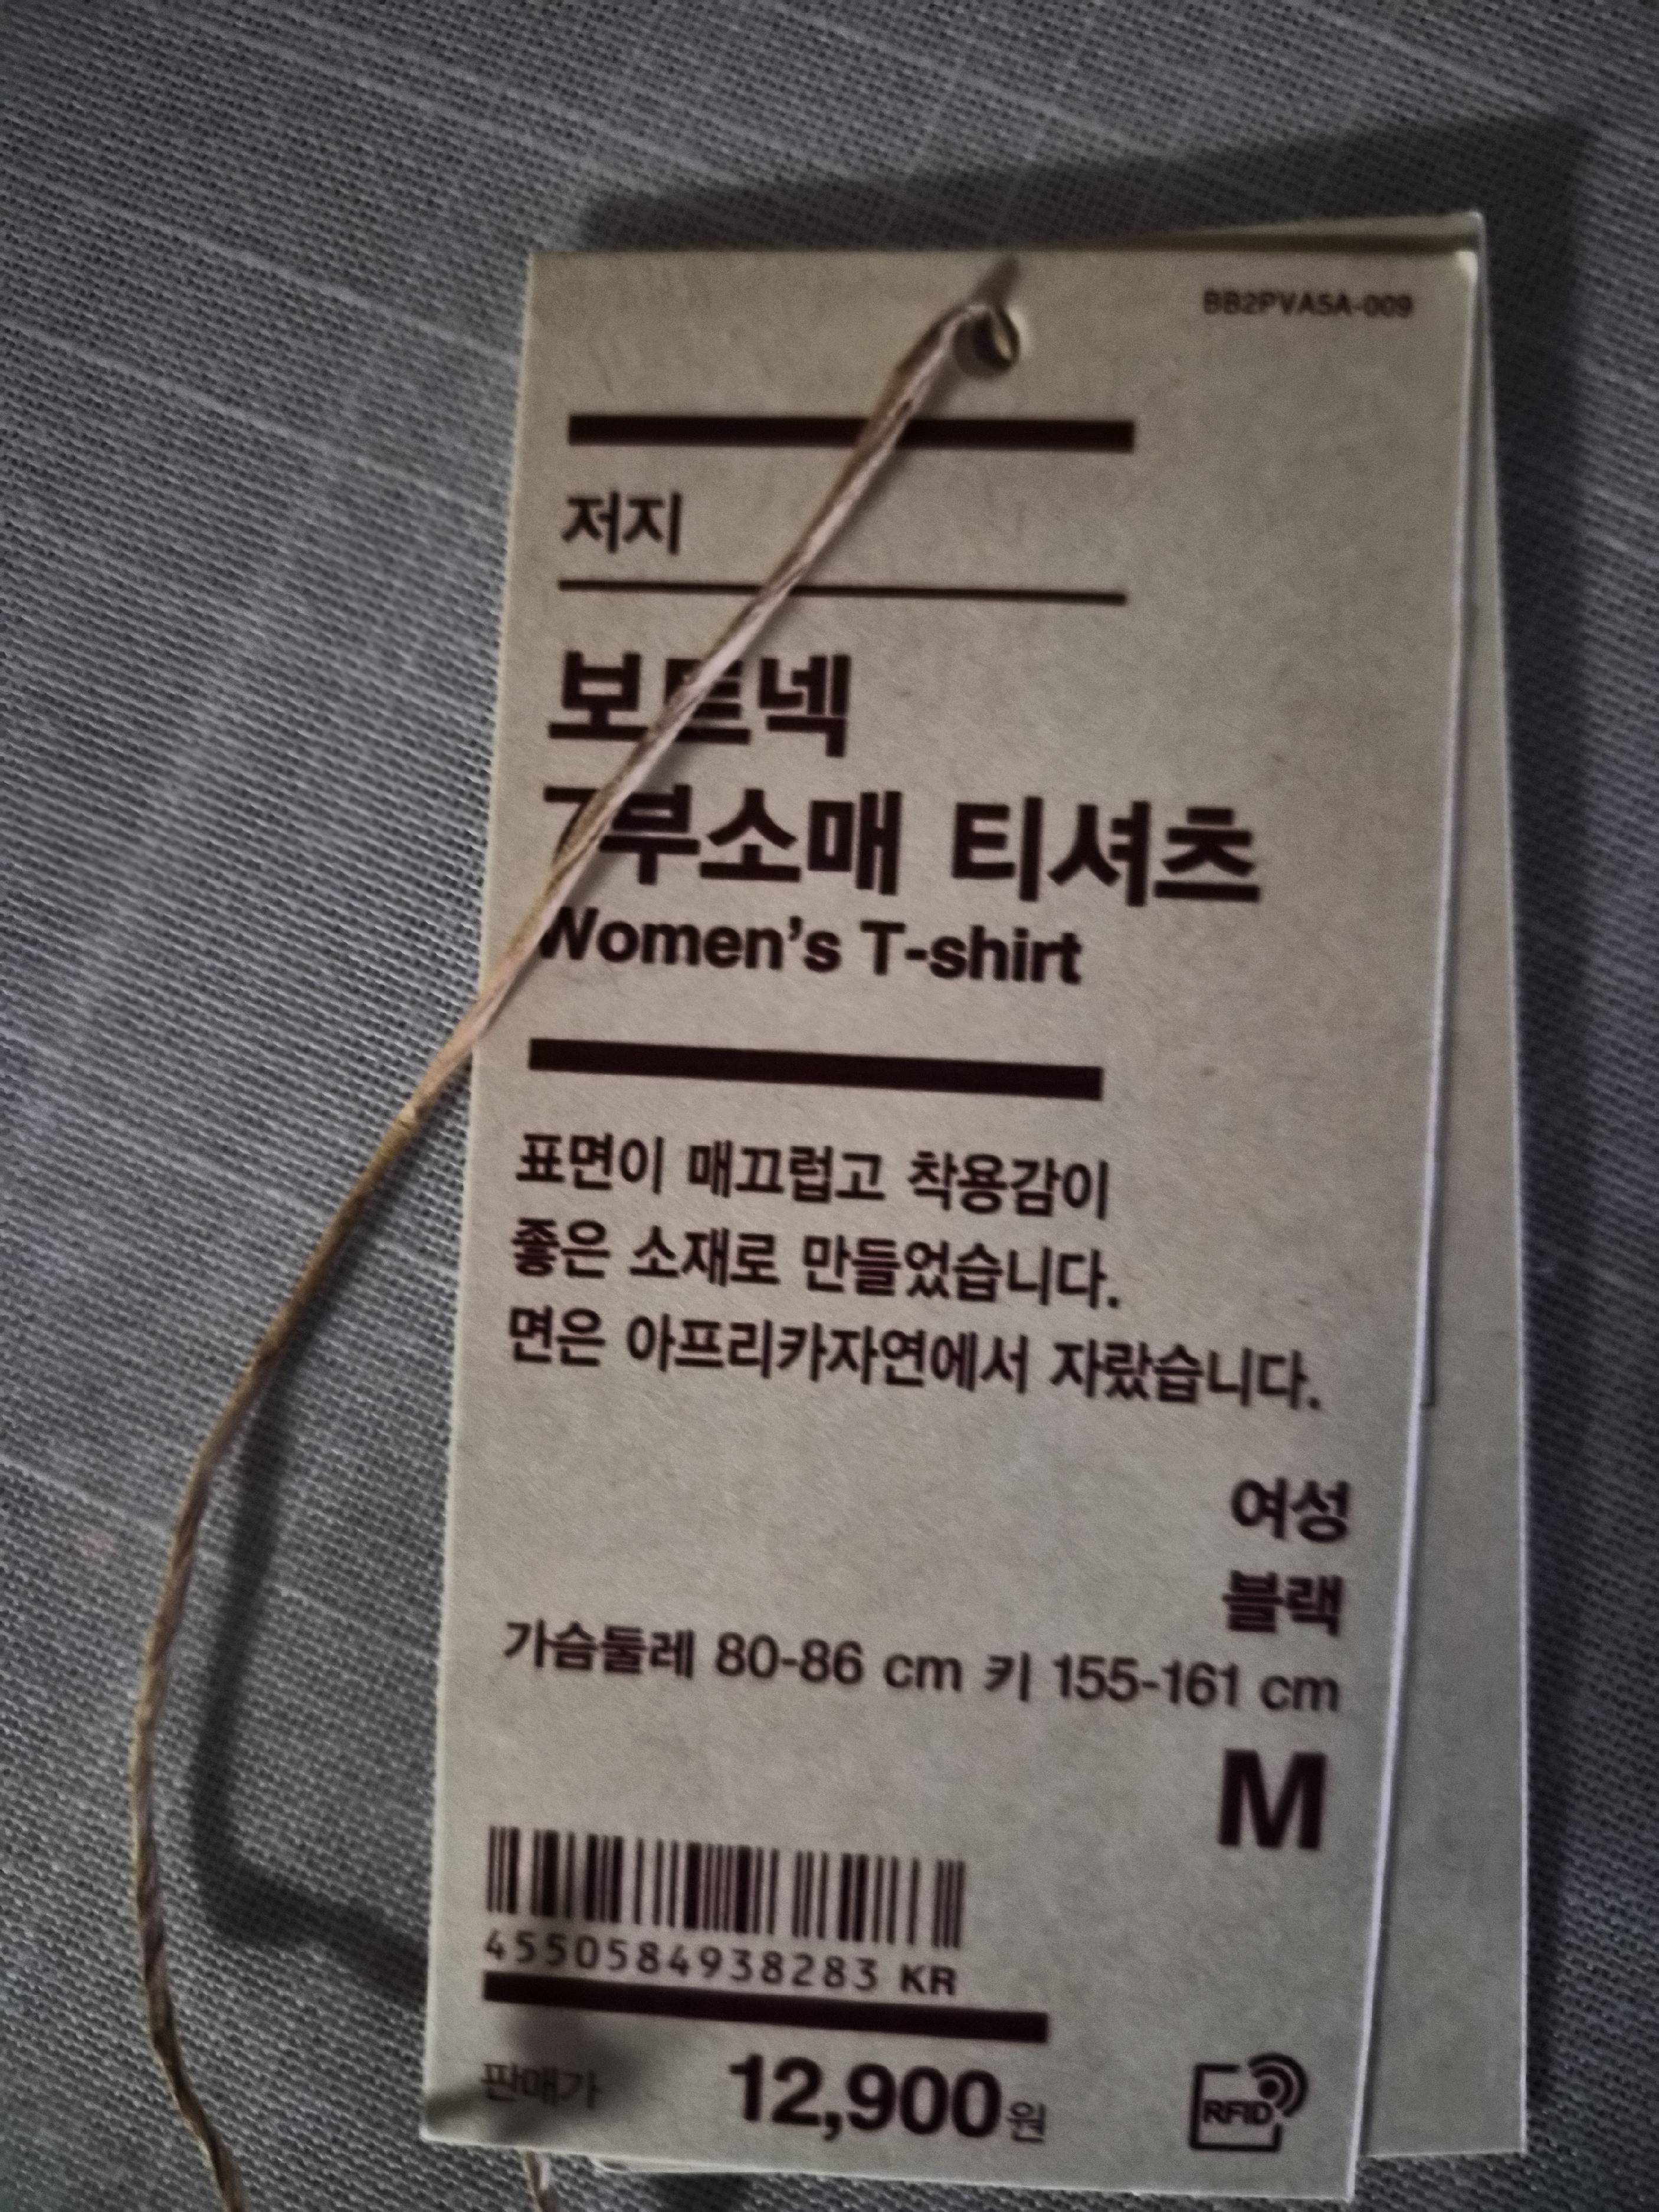 BB2PVA5A-009
저지
보트넥
7부소매 티셔츠
Women's T-shirt
표면이 매끄럽고 착용감이
좋은 소재로 만들었습니다.
면은 아프리카자연에서 자랐습니다.
여성
블랙
가슴둘레 80-86 cm 키 155-161 cm
M
4550584938283 KR
판매가 12,900원
RFID